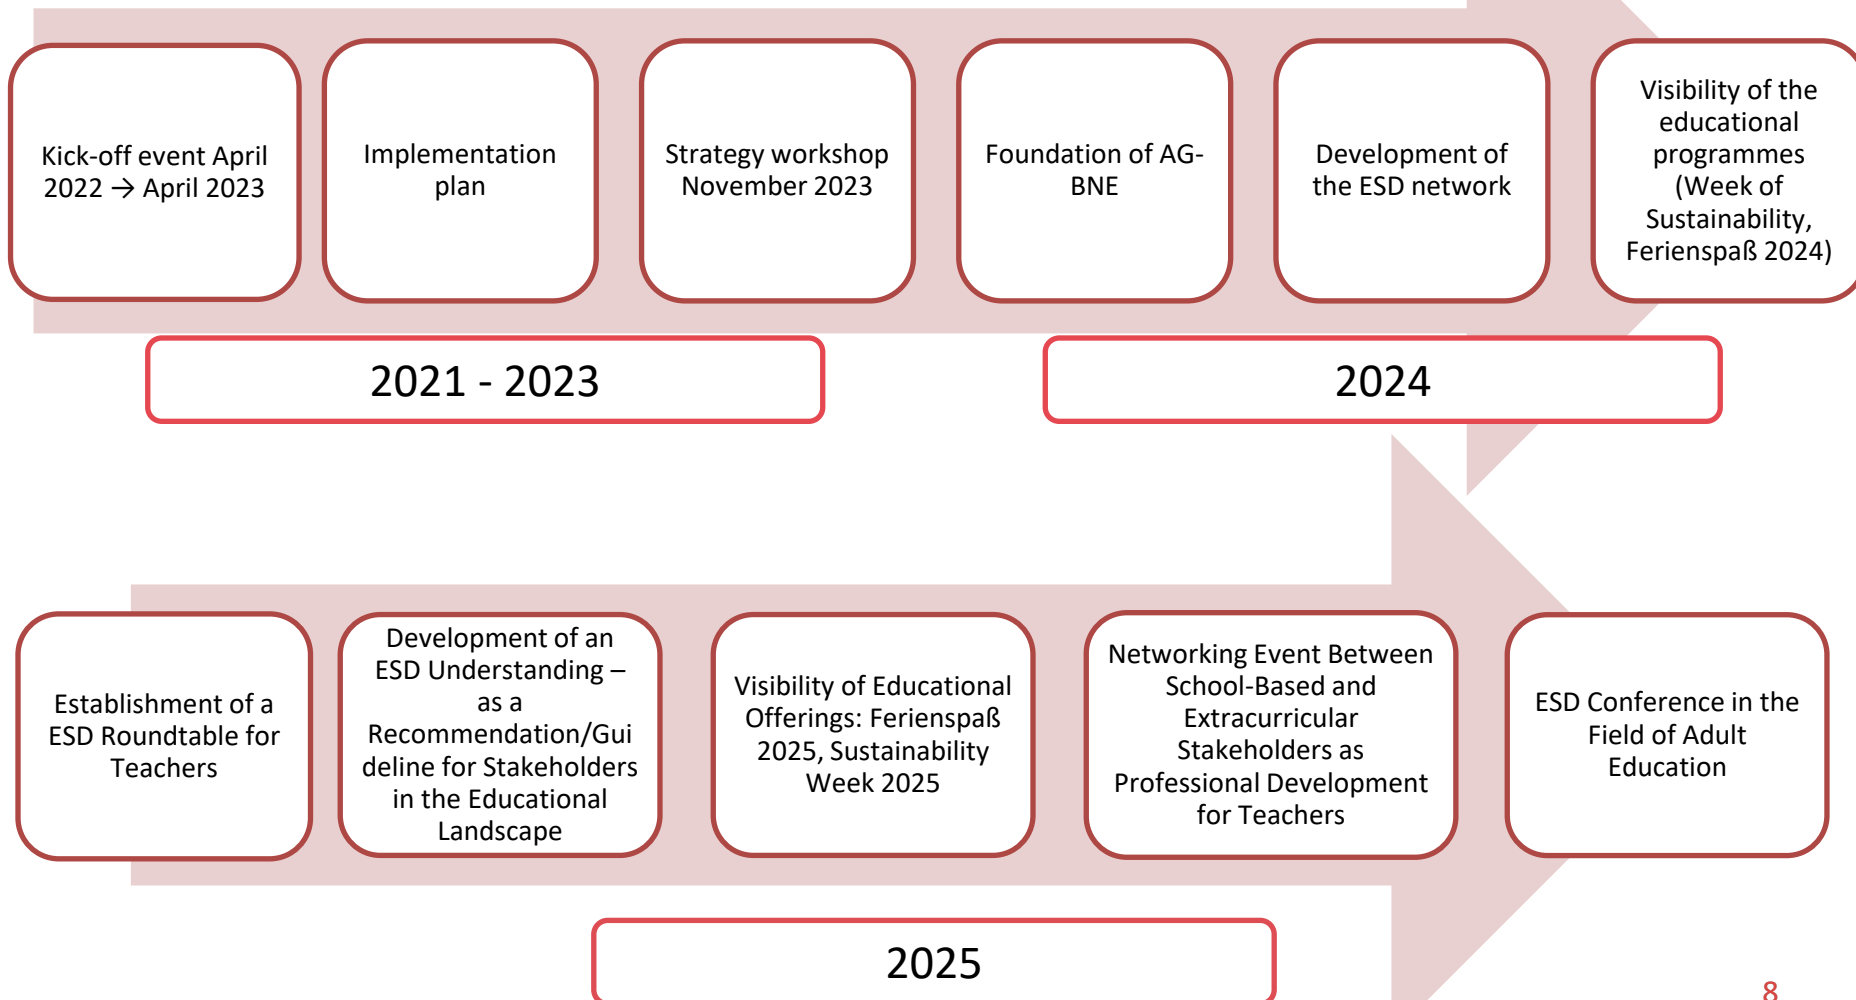 Kick-off event April
2022 → April 2023
Implementation
plan
Strategy workshop
November 2023
Foundation of AG-
BNE
Development of
the ESD network
Visibility of the
educational
programmes
(Week of
Sustainability,
Ferienspaß 2024)
2021 - 2023
2024
Establishment of a
ESD Roundtable for
Teachers
Development of an
ESD Understanding –
as a
Recommendation/Gui
deline for Stakeholders
in the Educational
Landscape
Visibility of Educational
Offerings: Ferienspaß
2025, Sustainability
Week 2025
Networking Event Between
School-Based and
Extracurricular
Stakeholders as
Professional Development
for Teachers
ESD Conference in the
Field of Adult
Education
2025
8